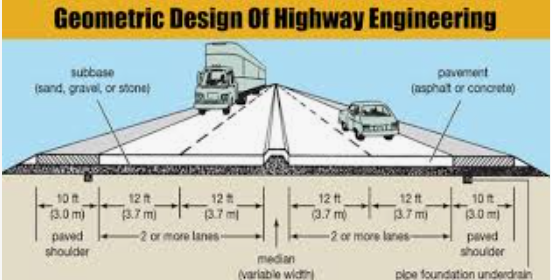 Geometric Design Of Highway Engineering
subbase
(sand, gravel, or stone)
pavement
(asphalt or concrete)
10 ft
(3.0 m)
12 ft
(3.7 m)
12 ft
(3.7 m)
12 ft
(3.7 m)
12 ft
(3.7 m)
10 ft
(3.0 m)
paved
shoulder
2 or more lanes
median
(variable width)
2 or more lanes
paved
shoulder
pipe foundation underdrain